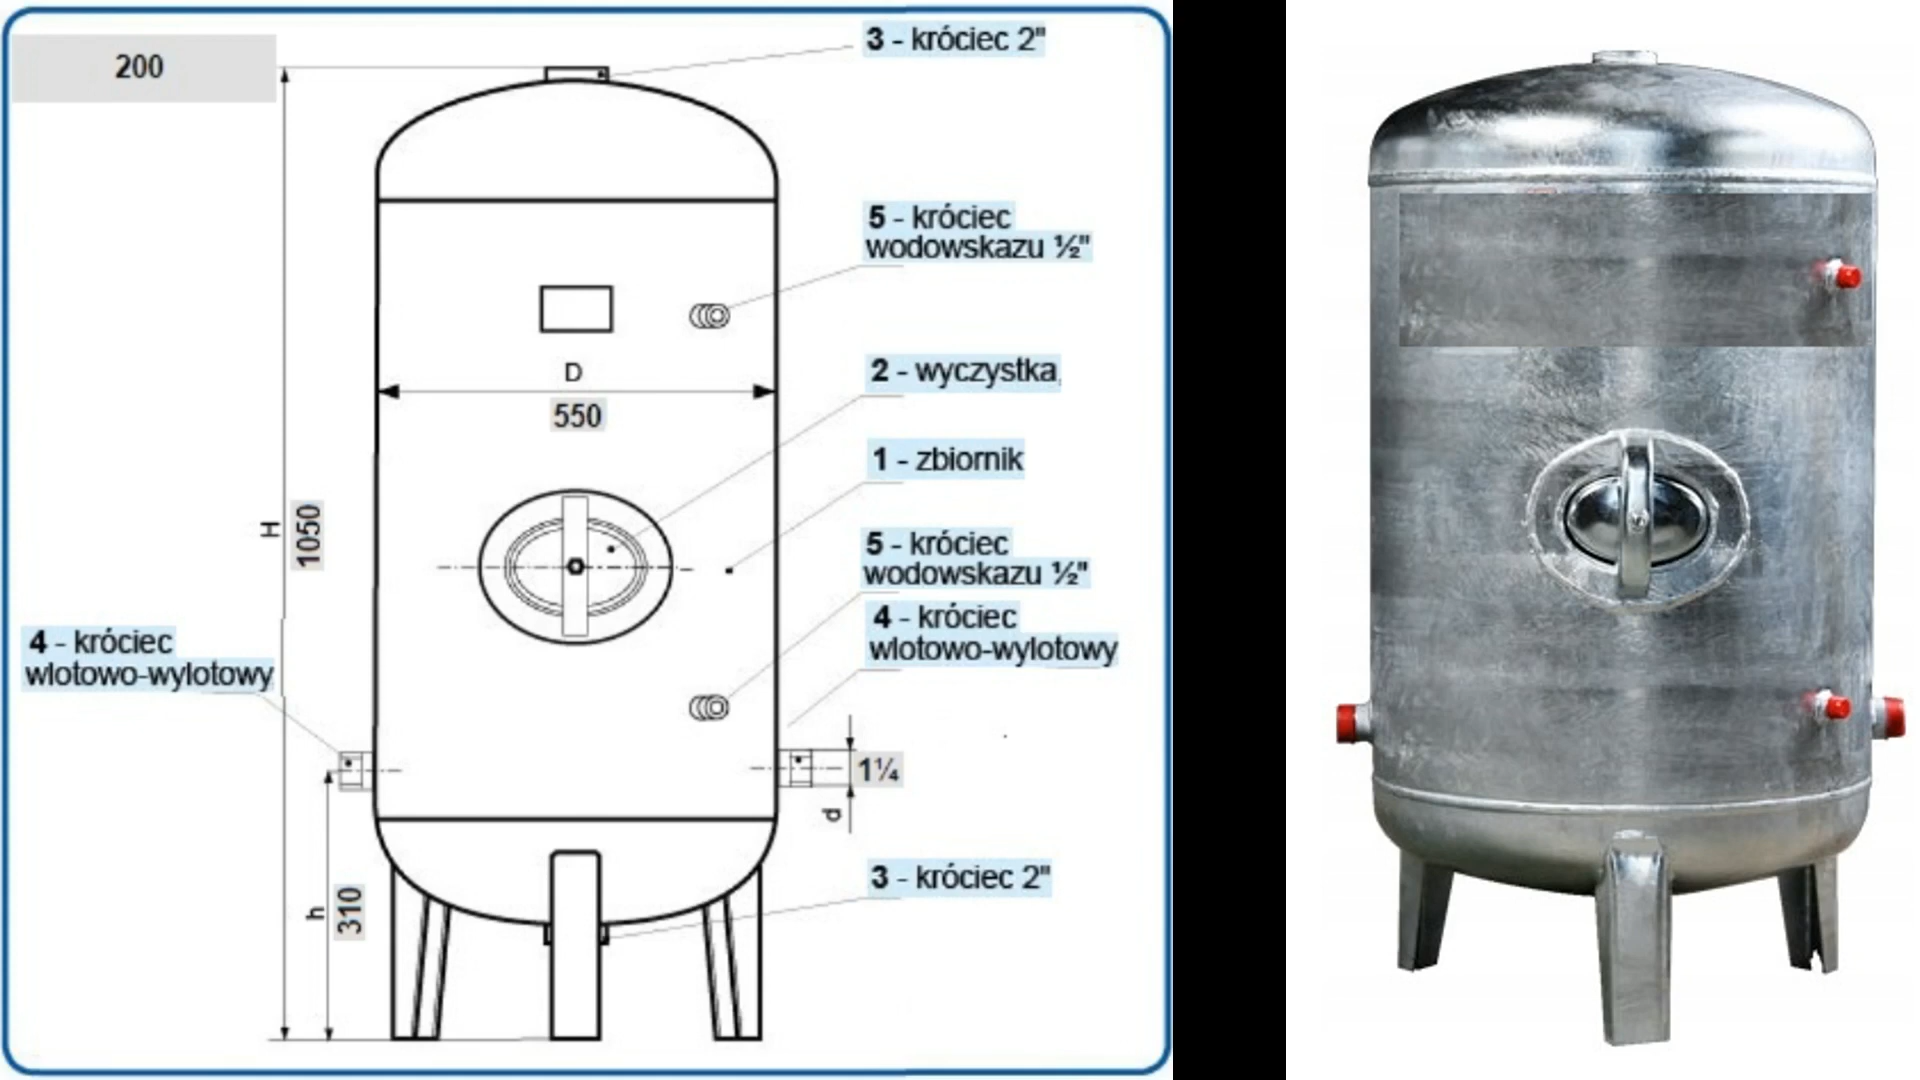 200
3 - króciec 2"
5 - króciec
wodowskazu ½"
2 - wyczystka,
D
550
1 - zbiornik
H
1050
5 - króciec
wodowskazu ½"
4 - króciec
wlotowo-wylotowy
4 - króciec
wlotowo-wylotowy
1¼
d
3 - króciec 2"
h
310